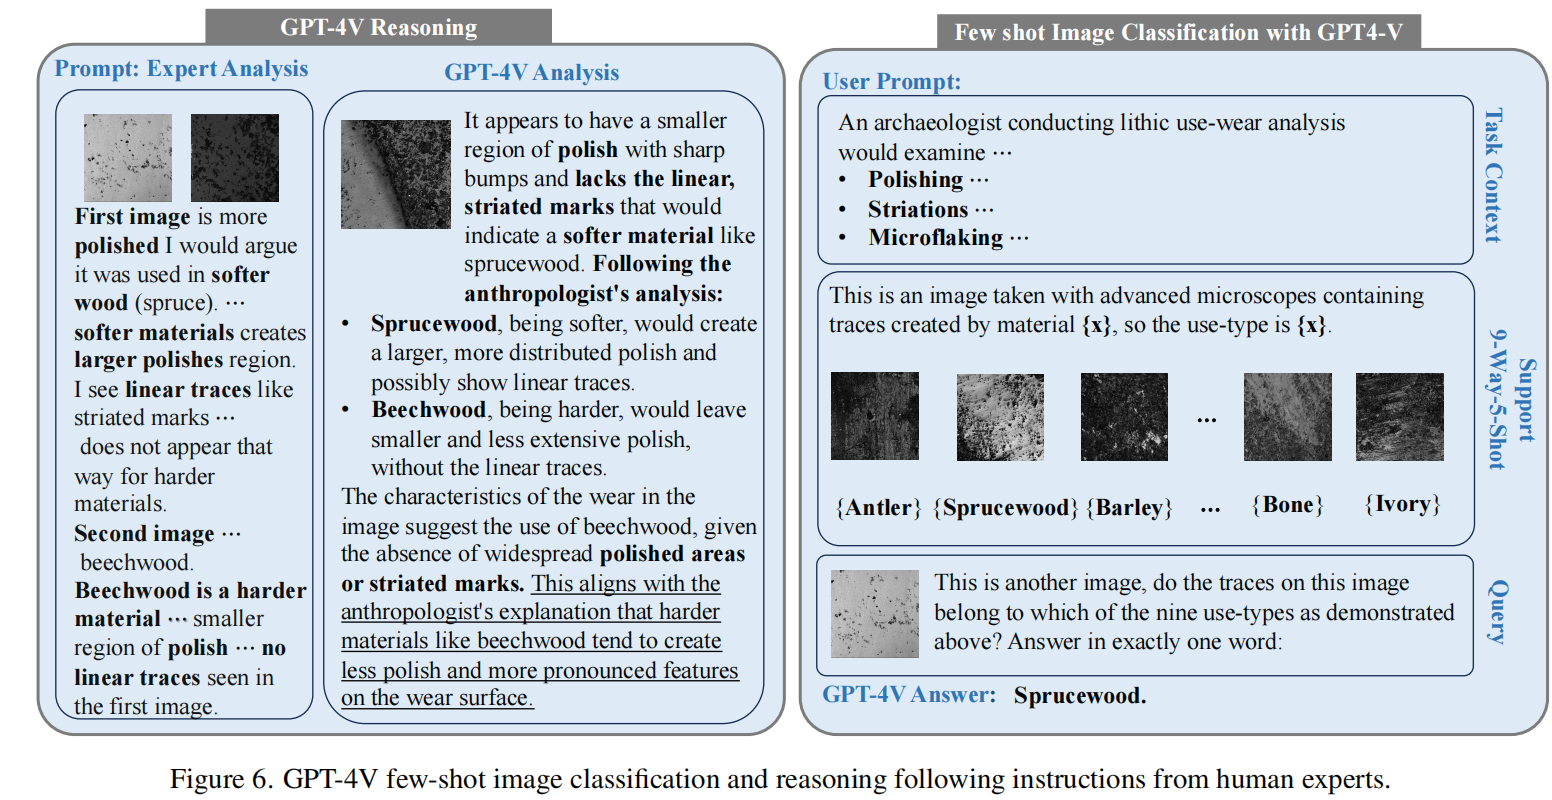 GPT-4V Reasoning
Prompt: Expert Analysis
First image is more
polished I would argue
it was used in softer
wood (spruce). ···
softer materials creates
larger polishes region.
I see linear traces like
striated marks ···
does not appear that
way for harder
materials.
Second image ···
beechwood.
Beechwood is a harder
material ··· smaller
region of polish ··· no
linear traces seen in
the first image.
GPT-4V Analysis
It appears to have a smaller
region of polish with sharp
bumps and lacks the linear,
striated marks that would
indicate a softer material like
sprucewood. Following the
anthropologist's analysis:
• Sprucewood, being softer, would create
a larger, more distributed polish and
possibly show linear traces.
• Beechwood, being harder, would leave
smaller and less extensive polish,
without the linear traces.
The characteristics of the wear in the
image suggest the use of beechwood, given
the absence of widespread polished areas
or striated marks. This aligns with the
anthropologist's explanation that harder
materials like beechwood tend to create
less polish and more pronounced features
on the wear surface.
Few shot Image Classification with GPT4-V
User Prompt:
An archaeologist conducting lithic use-wear analysis
would examine ···
• Polishing ···
• Striations ···
• Microflaking ···
Task Context
This is an image taken with advanced microscopes containing
traces created by material {x}, so the use-type is {x}.
...
{Antler} {Sprucewood} {Barley} ... {Bone} {Ivory}
Support
9-Way-5-Shot
This is another image, do the traces on this image
belong to which of the nine use-types as demonstrated
above? Answer in exactly one word:
Query
GPT-4V Answer: Sprucewood.
Figure 6. GPT-4V few-shot image classification and reasoning following instructions from human experts.